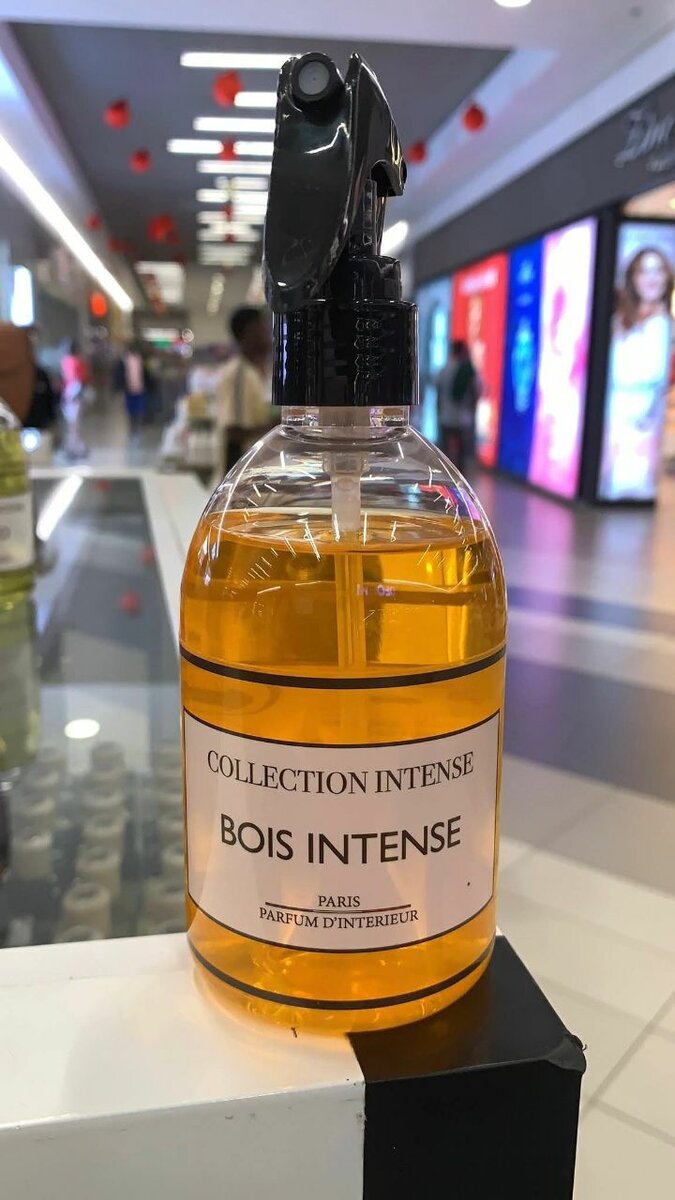 COLLECTION INTENSE
BOIS INTENSE
PARIS
PARFUM D'INTERIEUR